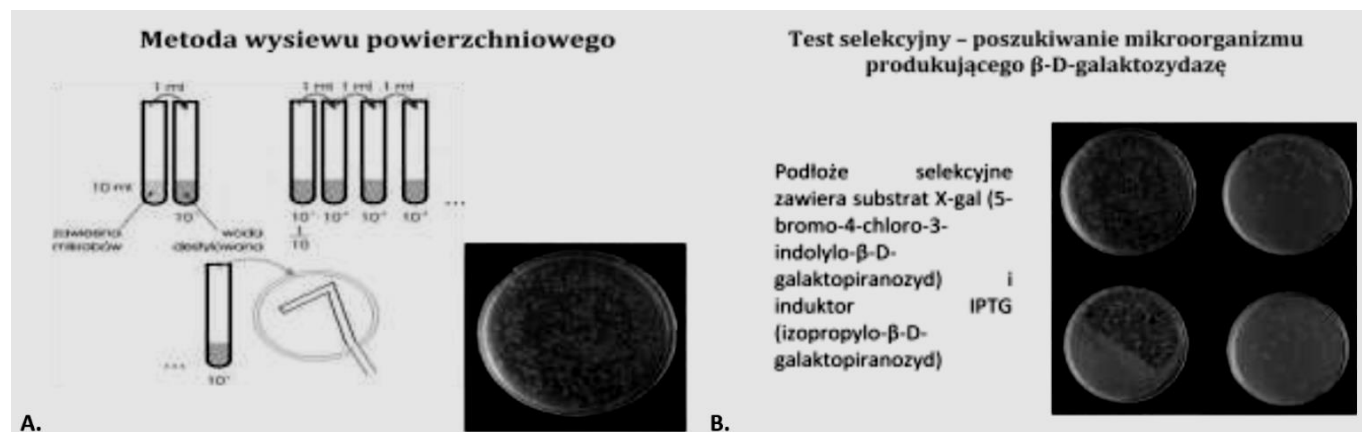 Metoda wysiewu powierzchniowego
1 ml
1 ml 1 ml 1 ml
10 ml
zawiesina
mikrobów
woda
destylowana
1
10
...
...
A.
Test selekcyjny – poszukiwanie mikroorganizmu
produkującego β-D-galaktozydazę
Podłoże selekcyjne
zawiera substrat X-gal (5-
bromo-4-chloro-3-
indolylo-β-D-
galaktopiranozyd) i
induktor IPTG
(izopropylo-β-D-
galaktopiranozyd)
B.